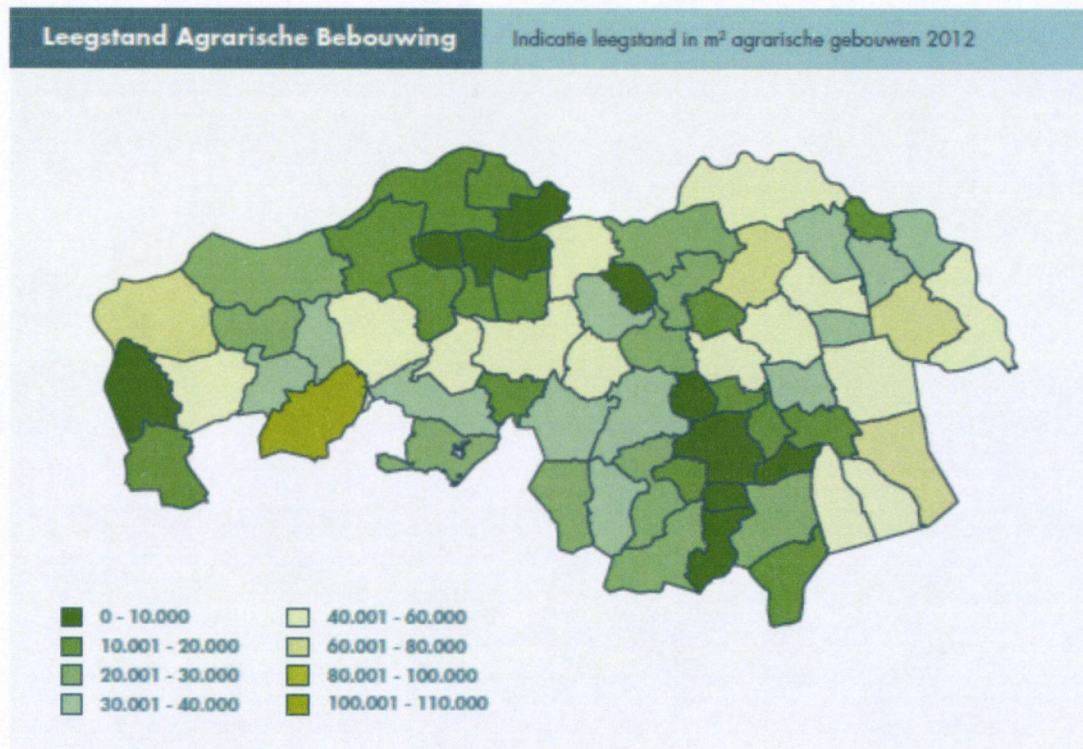 Leegstand Agrarische Bebouwing
Indicatie leegstand in m² agrarische gebouwen 2012
0 - 10.000
10.001 - 20.000
20.001 - 30.000
30.001 - 40.000
40.001 - 60.000
60.001 - 80.000
80.001 - 100.000
100.001 - 110.000